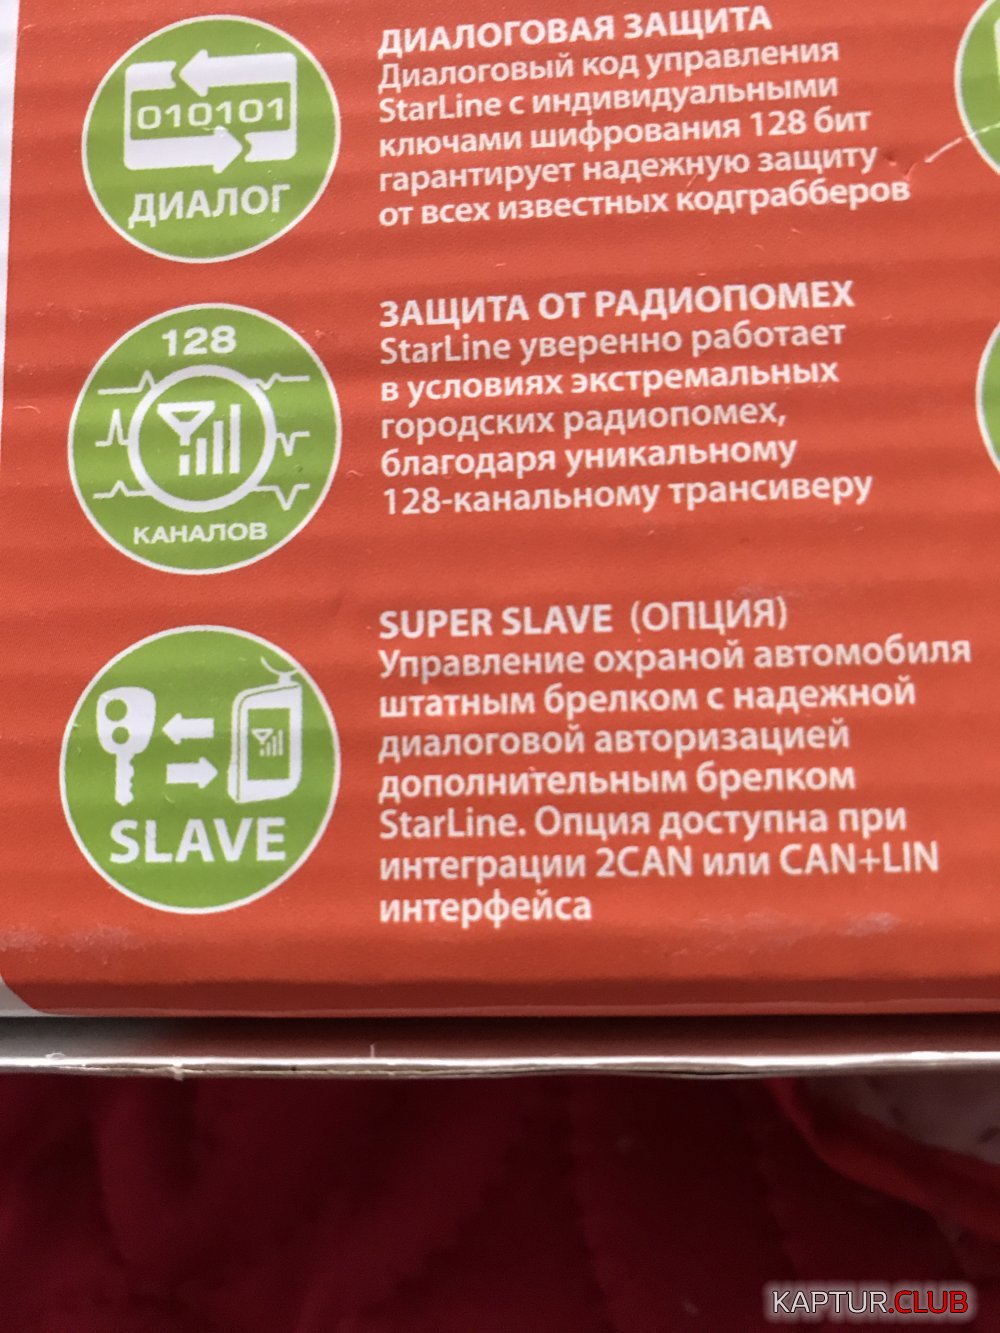 010101
ДИАЛОГ
ДИАЛОГОВАЯ ЗАЩИТА
Диалоговый код управления
StarLine с индивидуальными
ключами шифрования 128 бит
гарантирует надежную защиту
от всех известных кодграбберов
128
КАНАЛОВ
ЗАЩИТА ОТ РАДИОПОМЕХ
StarLine уверенно работает
в условиях экстремальных
городских радиопомех,
благодаря уникальному
128-канальному трансиверу
SLAVE
SUPER SLAVE (ОПЦИЯ)
Управление охраной автомобиля
штатным брелком с надежной
диалоговой авторизацией
дополнительным брелком
StarLine. Опция доступна при
интеграции 2CAN или CAN+LIN
интерфейса
KAPTUR.CLUB